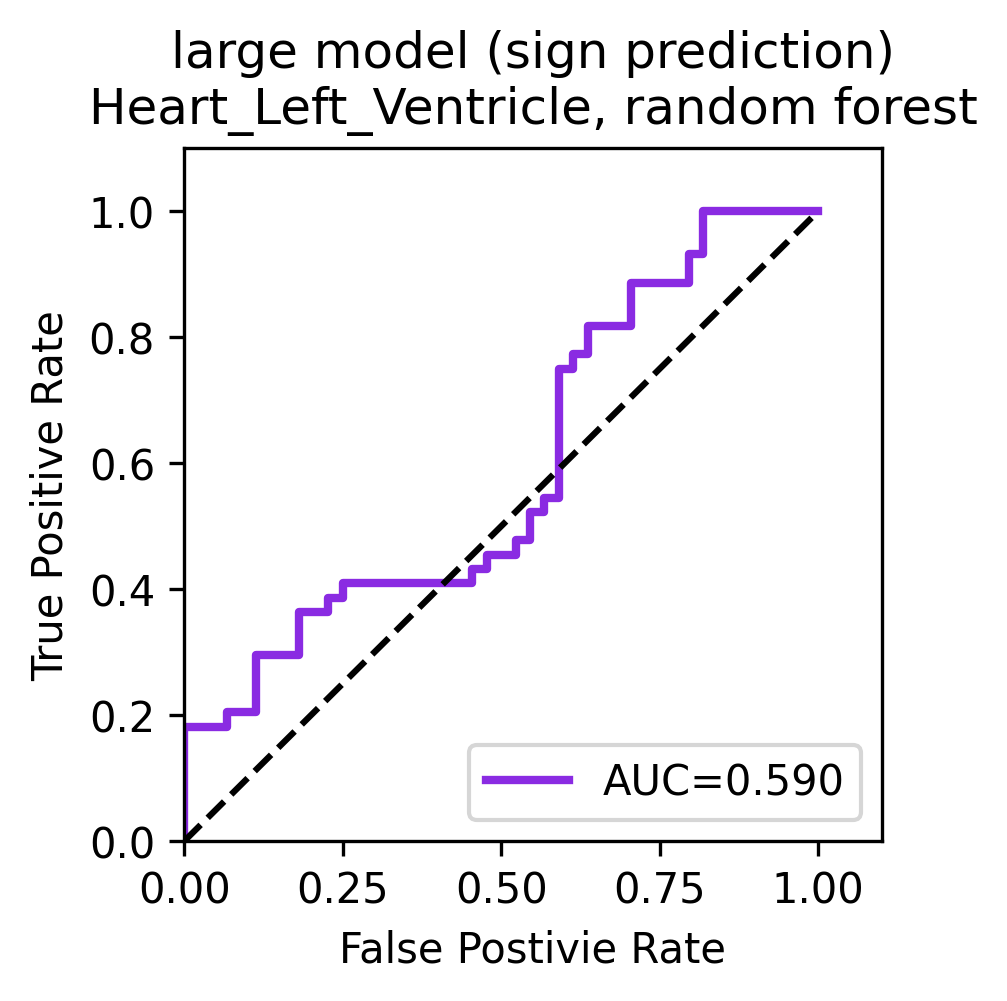 large model (sign prediction)
Heart_Left_Ventricle, random forest
1.0
0.8
0.6
0.4
0.2
0.0
True Positive Rate
AUC=0.590
0.00 0.25 0.50 0.75 1.00
False Postivie Rate